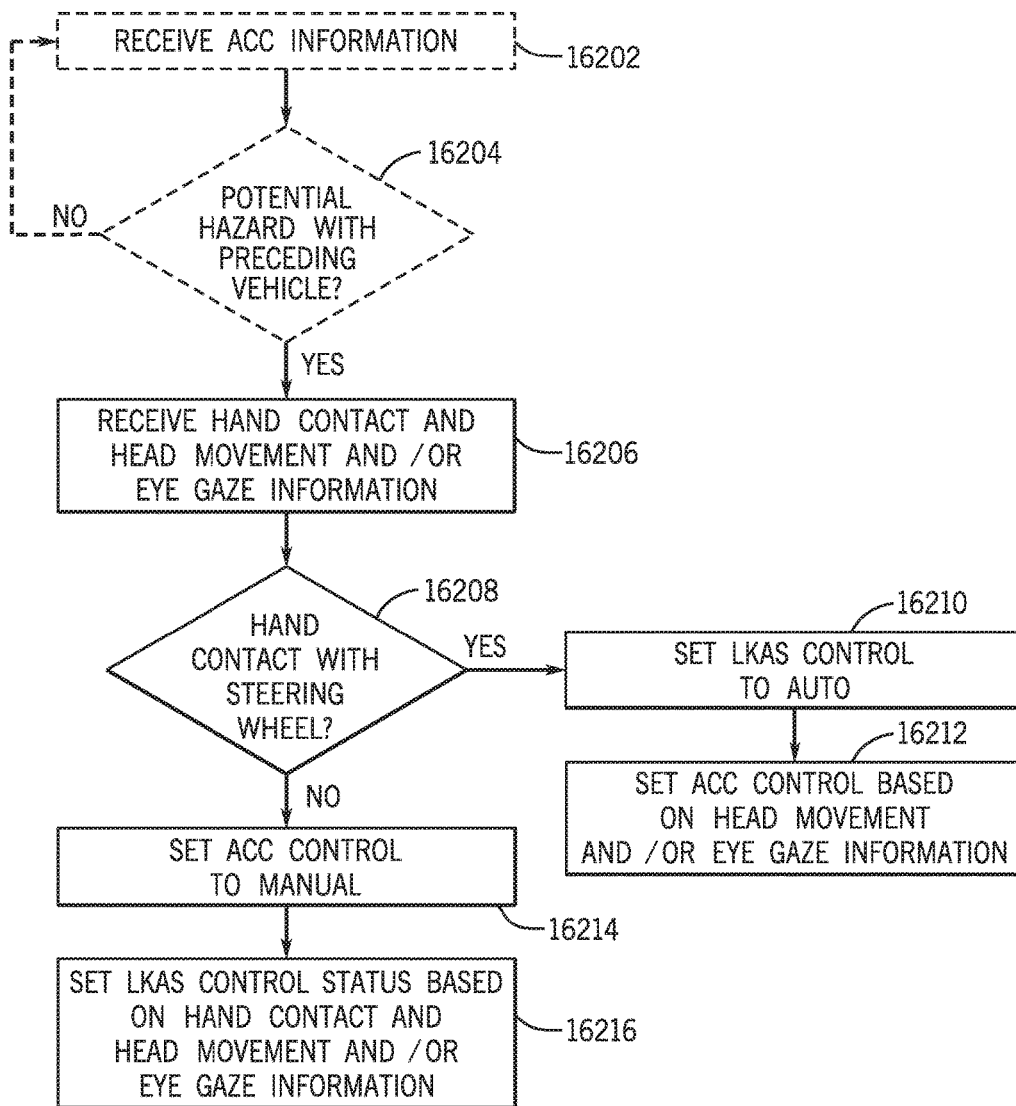 RECEIVE ACC INFORMATION
16202
16204
POTENTIAL
HAZARD WITH
PRECEDING
VEHICLE?
NO
YES
RECEIVE HAND CONTACT AND
HEAD MOVEMENT AND /OR
EYE GAZE INFORMATION
16206
16208
HAND
CONTACT WITH
STEERING
WHEEL?
YES
16210
SET LKAS CONTROL
TO AUTO
16212
SET ACC CONTROL BASED
ON HEAD MOVEMENT
AND /OR EYE GAZE INFORMATION
NO
SET ACC CONTROL
TO MANUAL
16214
SET LKAS CONTROL STATUS BASED
ON HAND CONTACT AND
HEAD MOVEMENT AND /OR
EYE GAZE INFORMATION
16216